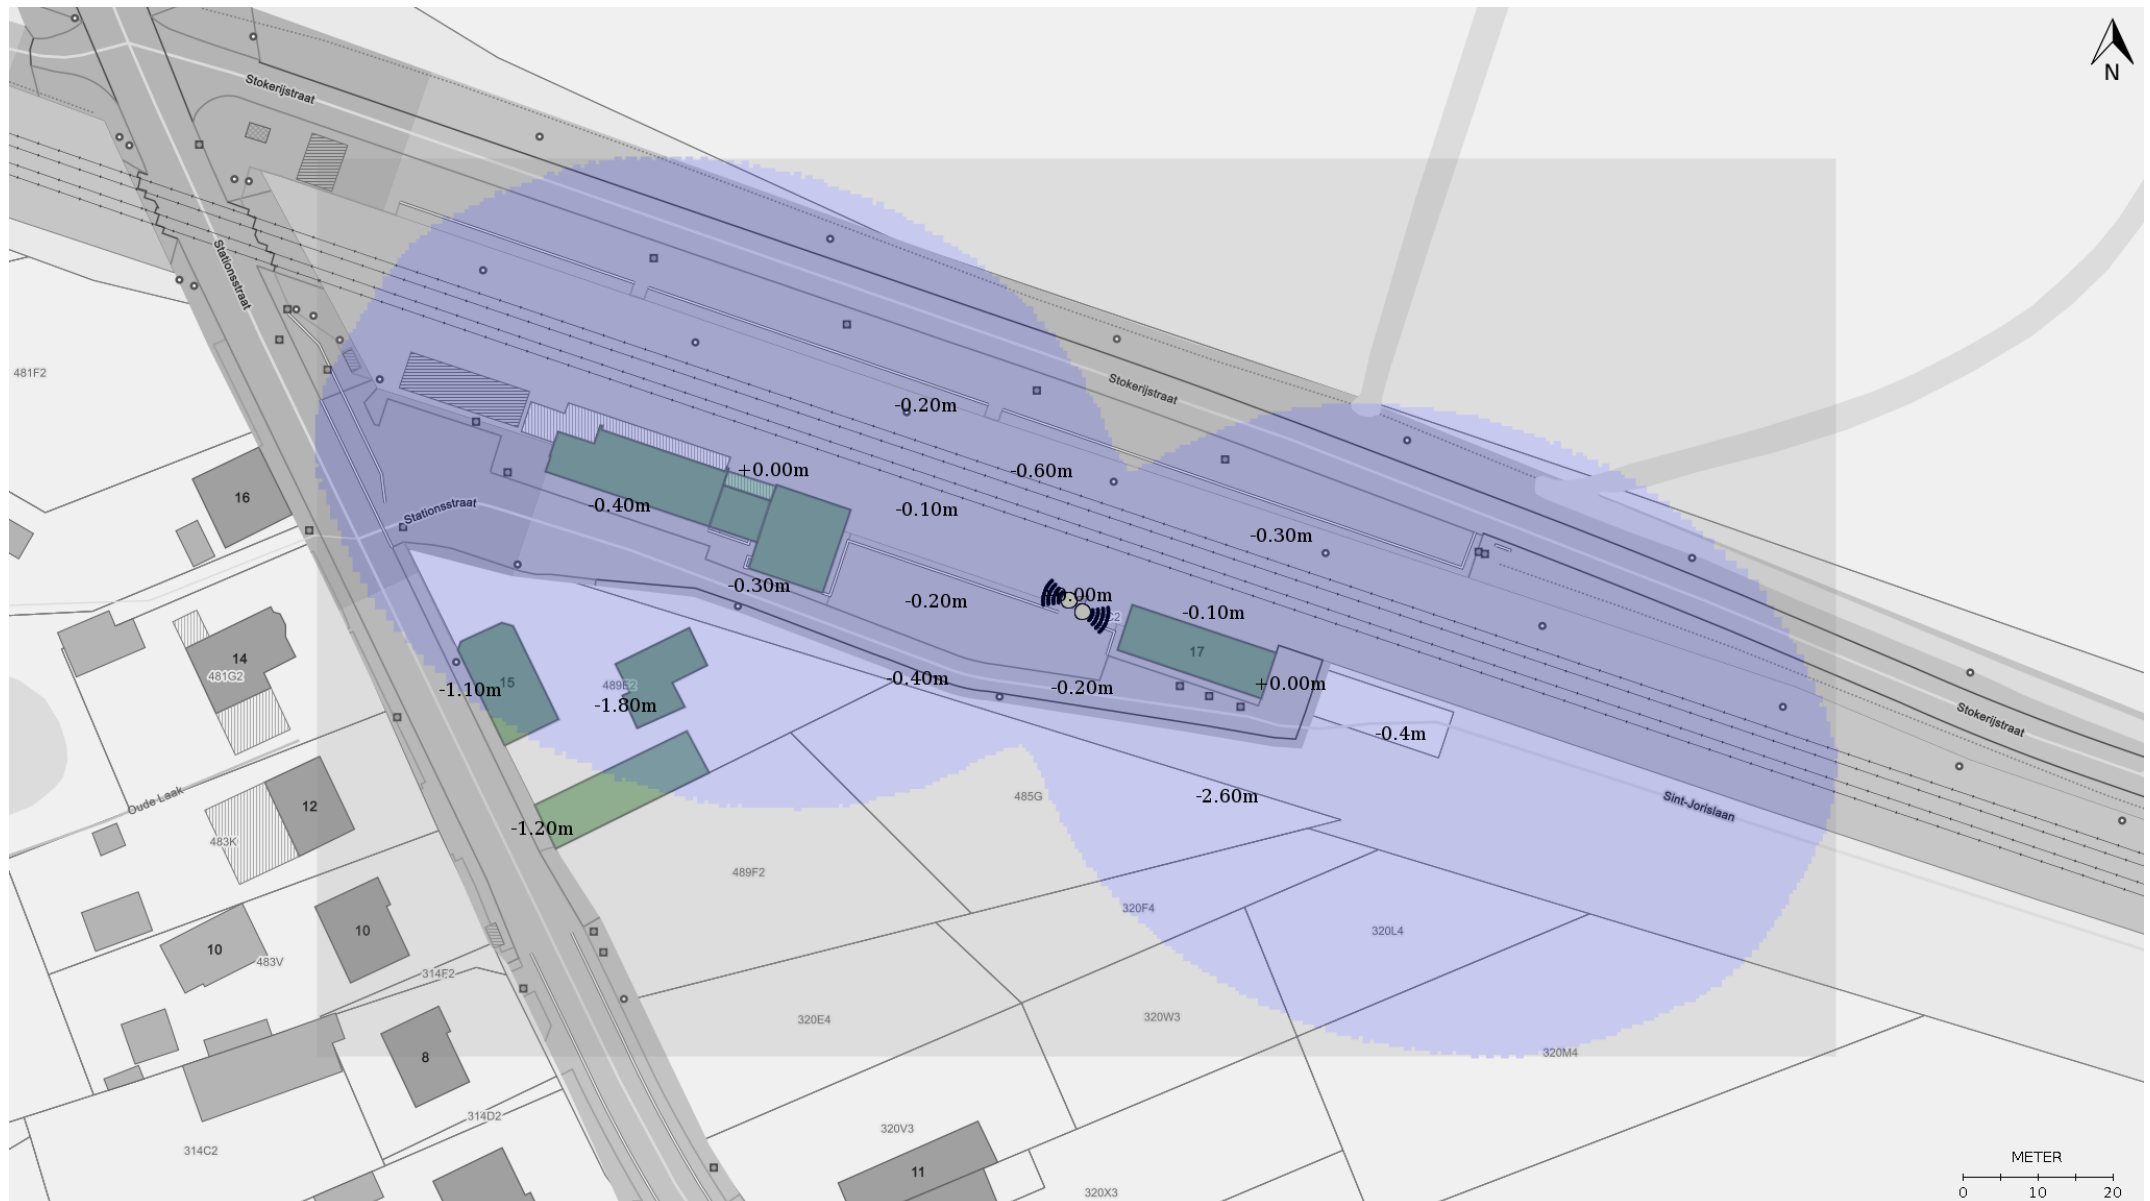 Stokerijstraat
N
Stationsstraat
481F2
Stokerijstraat
-0.20m
+0.00m
-0.60m
16
-0.40m
Stationsstraat
-0.10m
-0.30m
-0.30m
-0.20m
-0.10m
17
14
481G2
15
489E2
-1.10m
-1.80m
-0.40m
-0.20m
+0.00m
-0.4m
Stokerijstraat
Oude Laak
12
483K
-1.20m
485G
-2.60m
Sint-Jorislaan
489F2
10
10
483V
314F2
320F4
320L4
320E4
320W3
320M4
8
314D2
314C2
320V3
11
320X3
METER
0 10 20